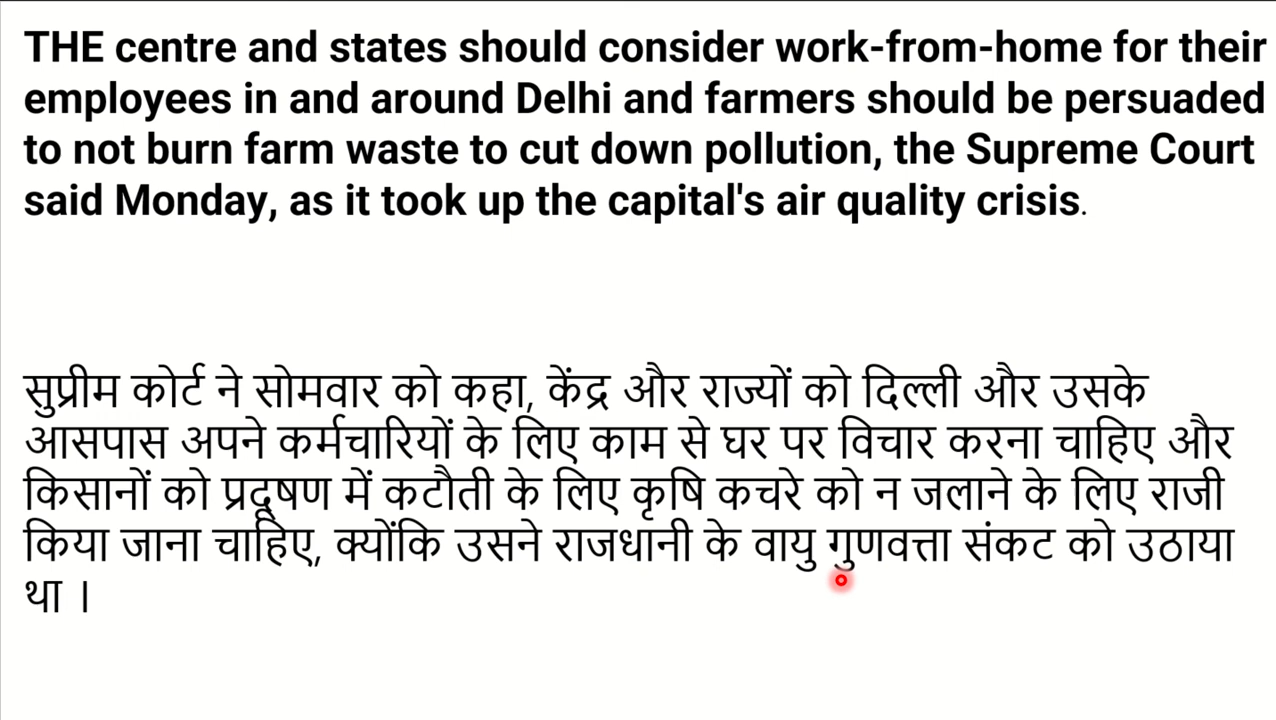 THE centre and states should consider work-from-home for their
employees in and around Delhi and farmers should be persuaded
to not burn farm waste to cut down pollution, the Supreme Court
said Monday, as it took up the capital's air quality crisis.
सुप्रीम कोर्ट ने सोमवार को कहा, केंद्र और राज्यों को दिल्ली और उसके
आसपास अपने कर्मचारियों के लिए काम से घर पर विचार करना चाहिए और
किसानों को प्रदूषण में कटौती के लिए कृषि कचरे को न जलाने के लिए राजी
किया जाना चाहिए, क्योंकि उसने राजधानी के वायु गुणवत्ता संकट को उठाया
था ।